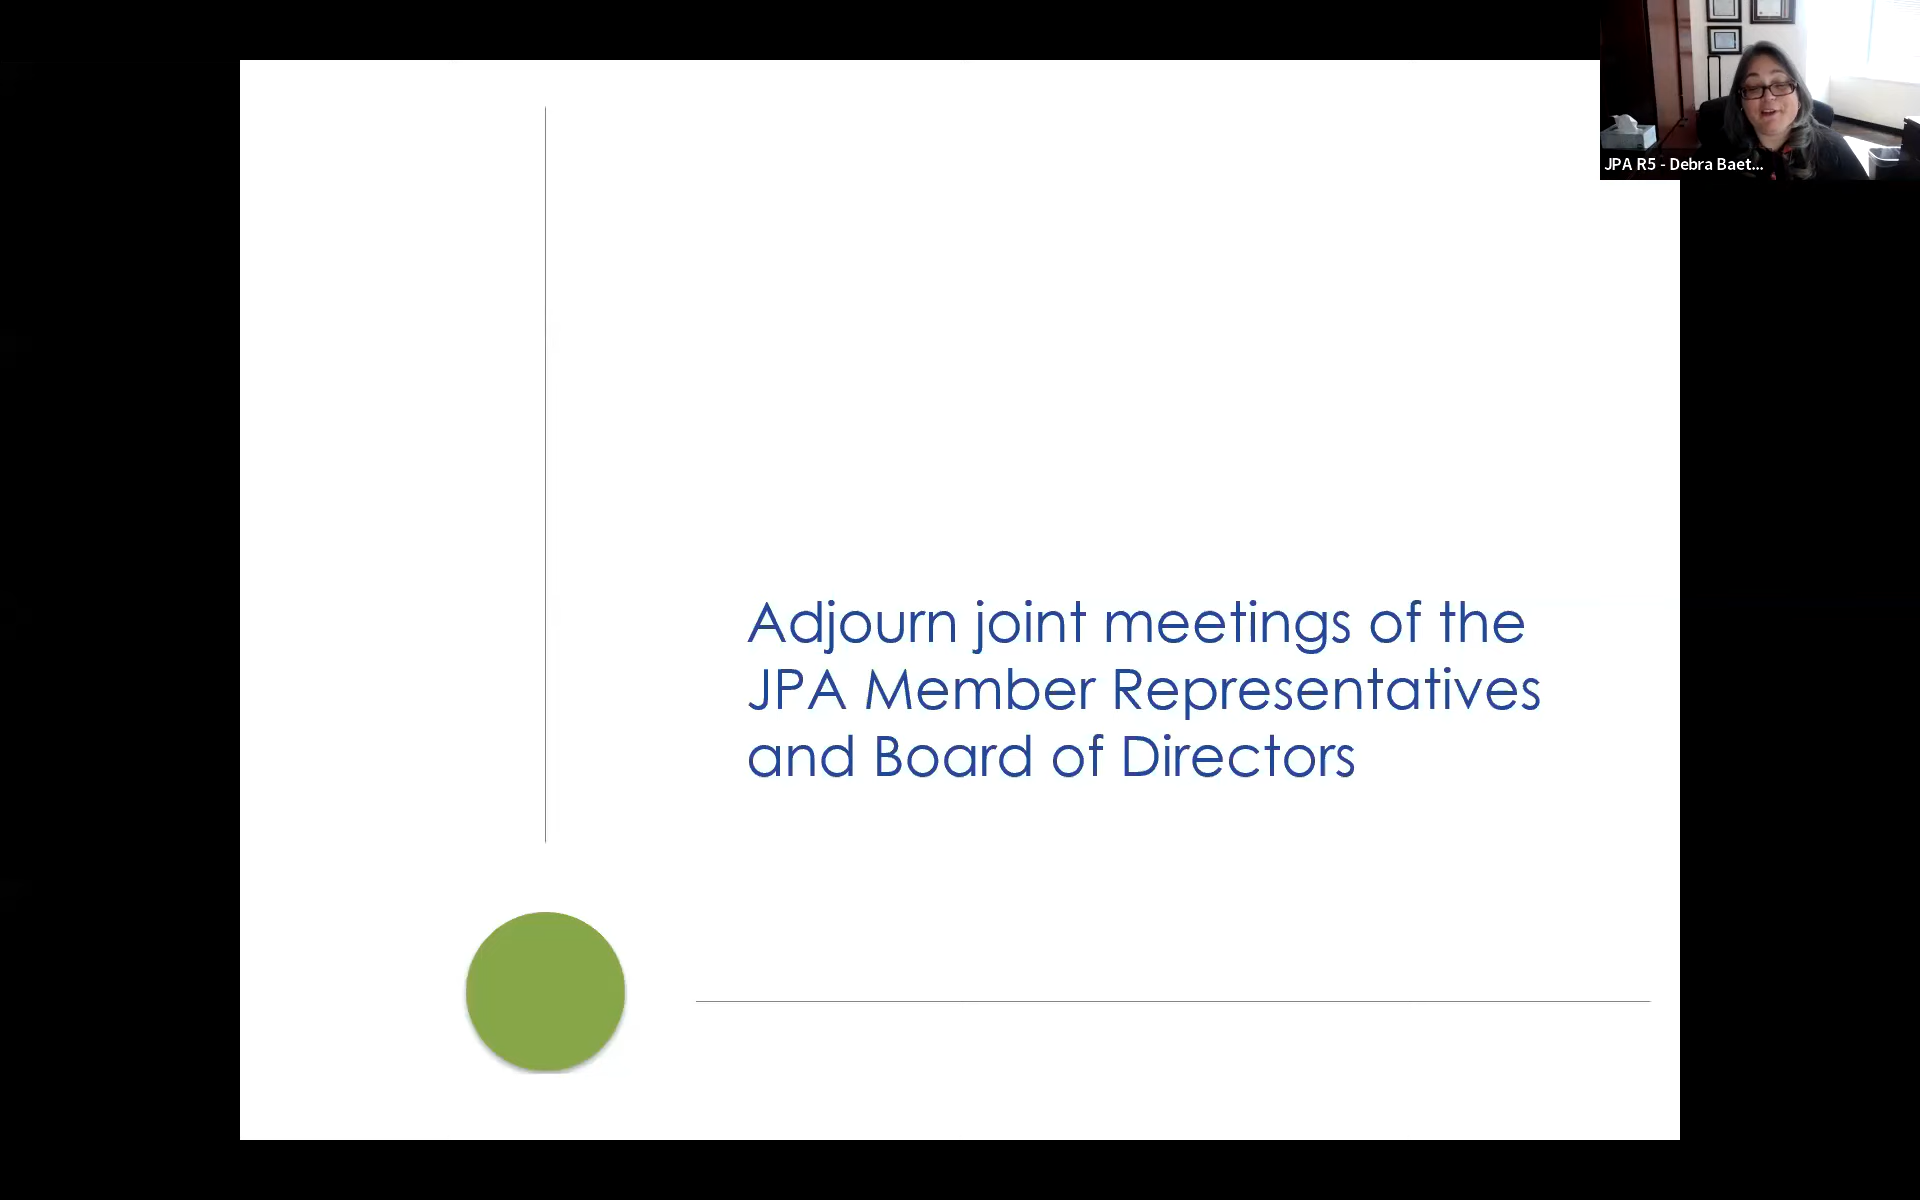 JPA R5 - Debra Baet...
Adjourn joint meetings of the
JPA Member Representatives
and Board of Directors